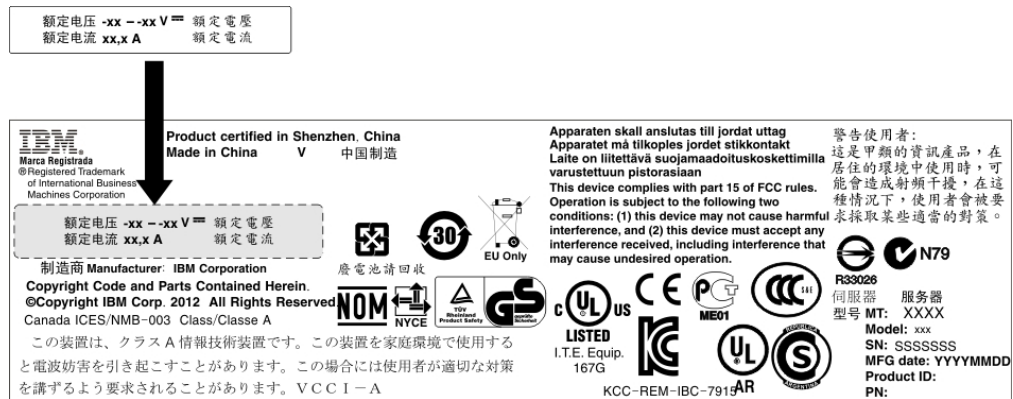 额定电压 -xx – -xx V 額定電壓
额定电流 xx,x A 額定電流
IBM.
Marca Registrada
®Registered Trademark
of International Business
Machines Corporation
Product certified in Shenzhen, China
Made in China V 中国制造
额定电压 -xx – -xx V 額定電壓
额定电流 xx,x A 額定電流
制造商 Manufacturer: IBM Corporation
Copyright Code and Parts Contained Herein.
©Copyright IBM Corp. 2012 All Rights Reserved
Canada ICES/NMB-003 Class/Classe A
この装置は、クラス A 情報技術装置です。この装置を家庭環境で使用する
と電波妨害を引き起こすことがあります。この場合には使用者が適切な対策
を講ずるよう要求されることがあります。VCCI-A
30
EU Only
廢電池請回收
NOM
NYCE
TÜV
Rheinland
Product Safety
GS
geprüfte
Sicherheit
Apparaten skall anslutas till jordat uttag
Apparatet må tilkoples jordet stikkontakt
Laite on liitettävä suojamaadoituskoskettimilla
varustettuun pistorasiaan
This device complies with part 15 of FCC rules.
Operation is subject to the following two
conditions: (1) this device may not cause harmful
interference, and (2) this device must accept any
interference received, including interference that
may cause undesired operation.
C UL US
LISTED
I.T.E. Equip.
167G
CE
PCT
ME01
CCC
S&E
KC
UL
AR
REPUBLICA
S
ARGENTINA
KCC-REM-IBC-7915
警告使用者:
這是甲類的資訊產品，在
居住的環境中使用時，可
能會造成射頻干擾，在這
種情況下，使用者會被要
求採取某些適當的對策。
R33026
N79
伺服器 服务器
型号 MT: XXXX
Model: xxx
SN: SSSSSSS
MFG date: YYYYMMDD
Product ID:
PN: